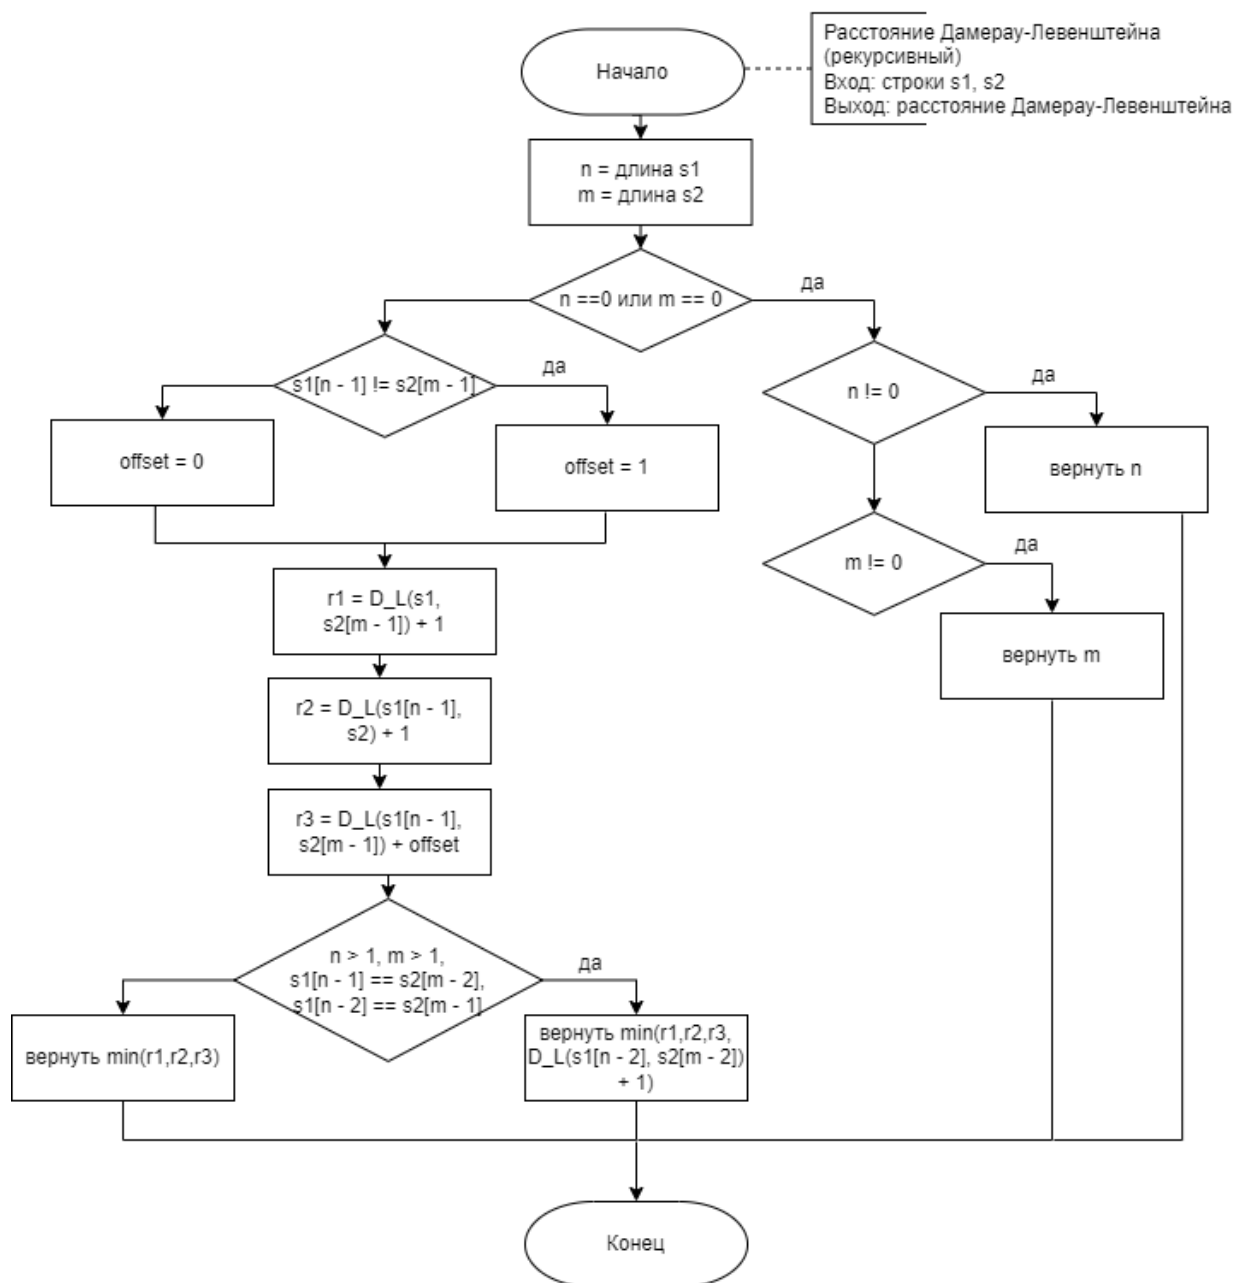 Начало
Расстояние Дамерау-Левенштейна
(рекурсивный)
Вход: строки s1, s2
Выход: расстояние Дамерау-Левенштейна
n = длина s1
m = длина s2
n ==0 или m == 0
да
s1[n - 1] != s2[m - 1]
да
n != 0
да
offset = 0
offset = 1
вернуть n
m != 0
да
r1 = D_L(s1,
s2[m - 1]) + 1
вернуть m
r2 = D_L(s1[n - 1],
s2) + 1
r3 = D_L(s1[n - 1],
s2[m - 1]) + offset
n > 1, m > 1,
s1[n - 1] == s2[m - 2],
s1[n - 2] == s2[m - 1]
да
вернуть min(r1,r2,r3)
вернуть min(r1,r2,r3,
D_L(s1[n - 2], s2[m - 2])
+ 1)
Конец